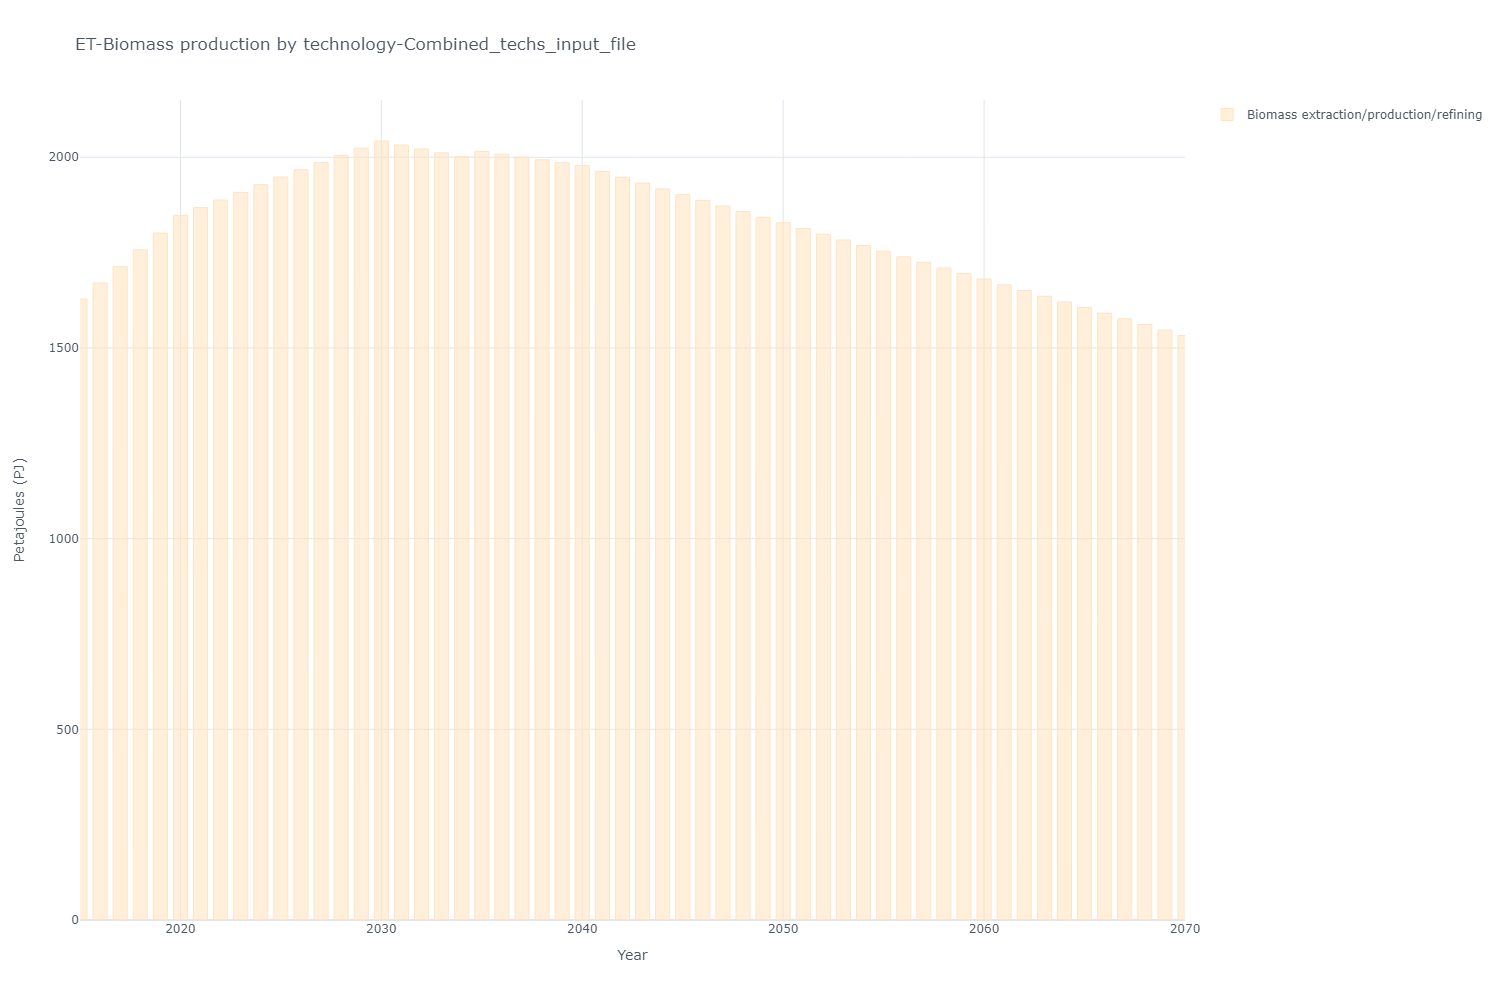 ET-Biomass production by technology-Combined_techs_input_file
Biomass extraction/production/refining
2000
1500
1000
500
0
Petajoules (PJ)
2020 2030 2040 2050 2060 2070
Year